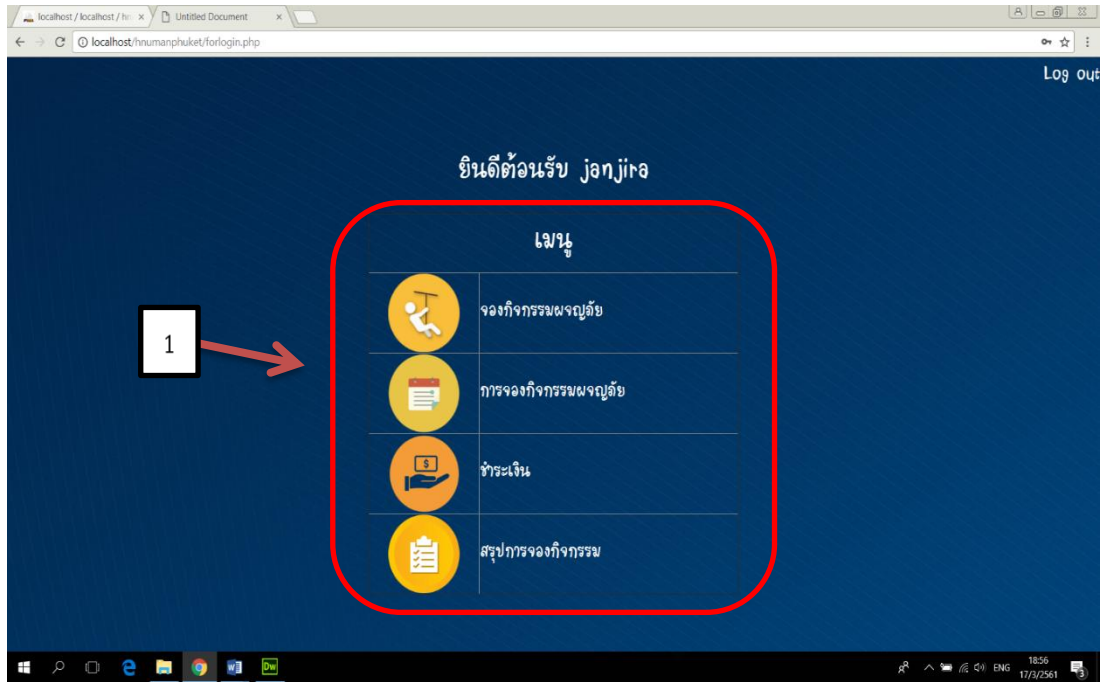 localhost / localhost / hn
Untitled Document
localhost/hnumanphuket/forlogin.php
Log out
ยินดีต้อนรับ janjira
เมนู
จองกิจกรรมผจญภัย
1
การจองกิจกรรมผจญภัย
ชำระเงิน
สรุปการจองกิจกรรม
ENG
18:56
17/3/2561